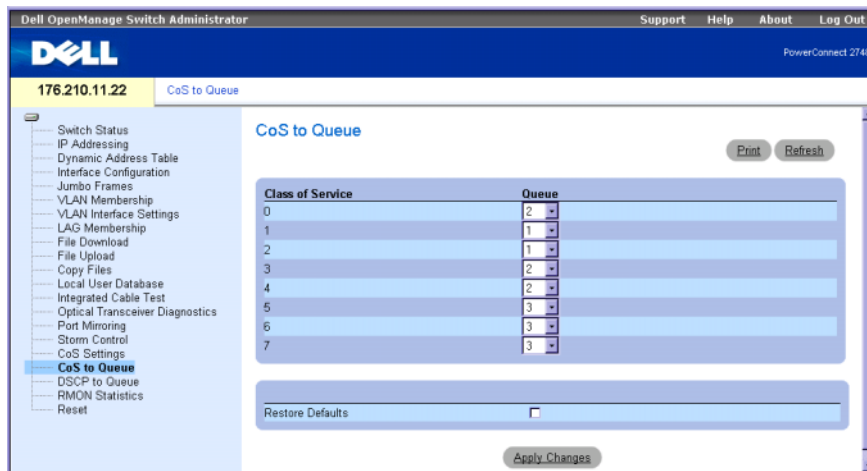 Dell OpenManage Switch Administrator Support Help About Log Out
DELL
PowerConnect 2748
176.210.11.22 CoS to Queue
Switch Status
IP Addressing
Dynamic Address Table
Interface Configuration
Jumbo Frames
VLAN Membership
VLAN Interface Settings
LAG Membership
File Download
File Upload
Copy Files
Local User Database
Integrated Cable Test
Optical Transceiver Diagnostics
Port Mirroring
Storm Control
CoS Settings
CoS to Queue
DSCP to Queue
RMON Statistics
Reset
CoS to Queue
Print Refresh
Class of Service Queue
0 2
1 1
2 1
3 2
4 2
5 3
6 3
7 3
Restore Defaults
Apply Changes